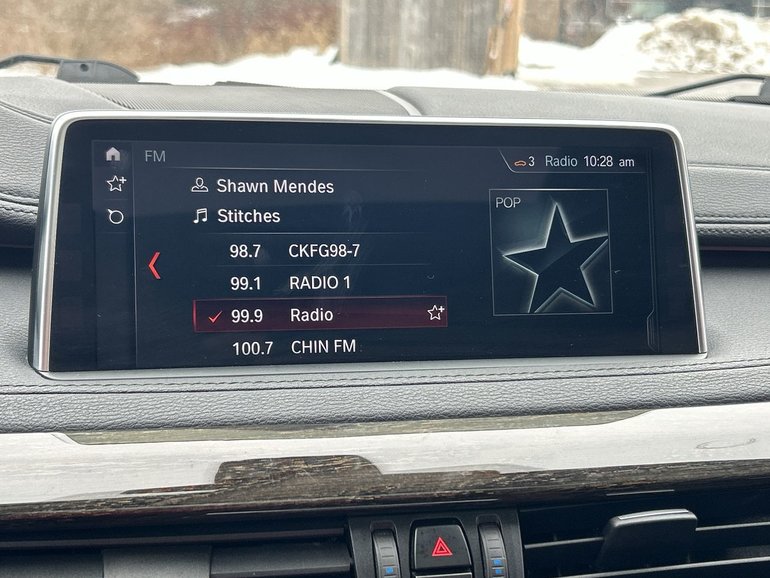 FM
3 Radio 10:28 am
Shawn Mendes
Stitches
98.7 CKFG98-7
99.1 RADIO 1
99.9 Radio
100.7 CHIN FM
POP